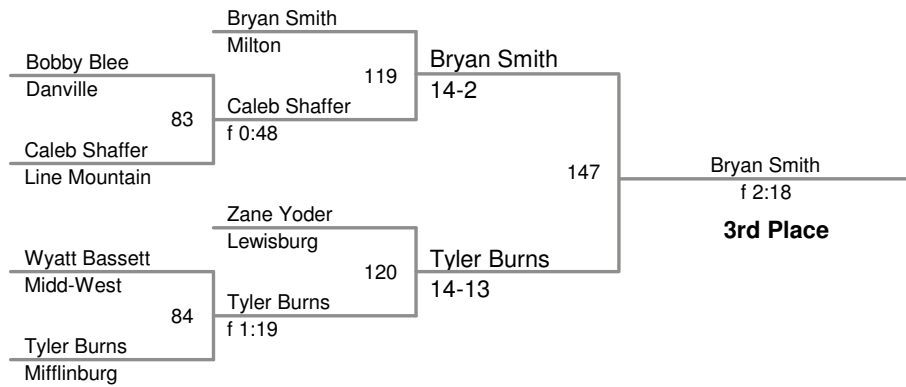 Bryan Smith
Milton
Bobby Blee
Danville
83
Caleb Shaffer
f 0:48
Caleb Shaffer
Line Mountain
119
Bryan Smith
14-2
Zane Yoder
Lewisburg
Wyatt Bassett
Midd-West
84
Tyler Burns
f 1:19
Tyler Burns
Mifflinburg
120
Tyler Burns
14-13
147
Bryan Smith
f 2:18
3rd Place